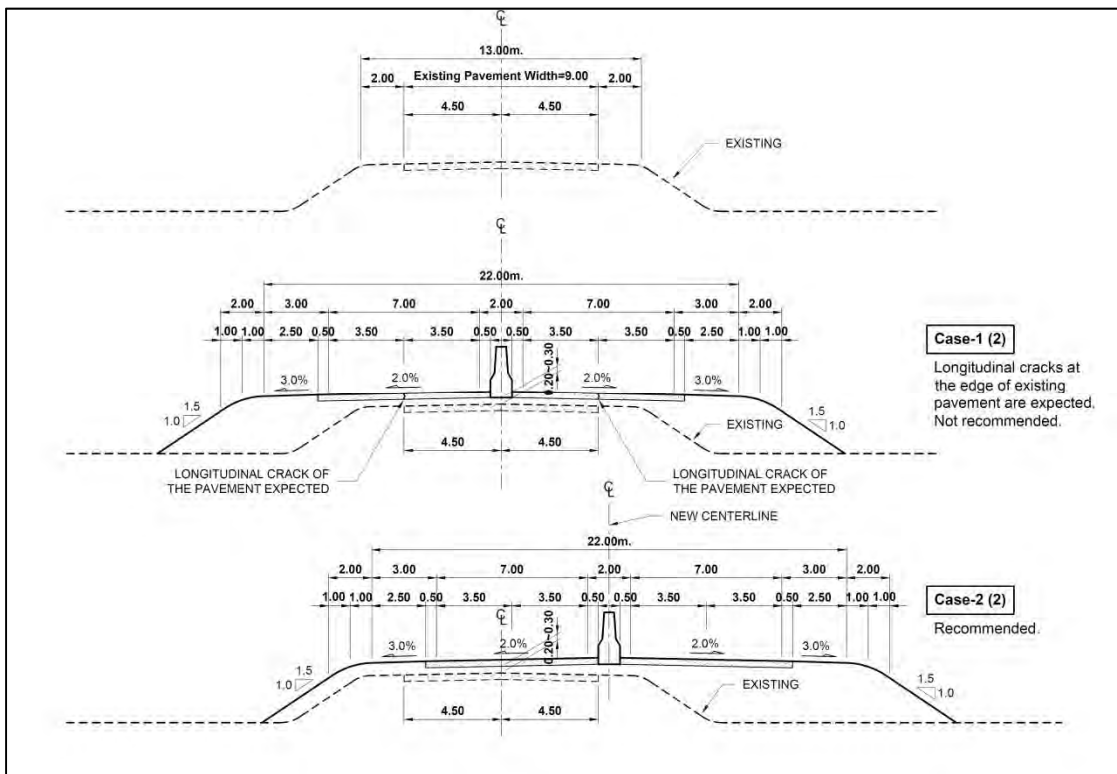 ℄
13.00m.
2.00 Existing Pavement Width=9.00 2.00
4.50 4.50
EXISTING
℄
22.00m.
2.00 3.00 7.00 2.00 7.00 3.00 2.00
1.00 1.00 2.50 0.50 3.50 3.50 0.50 0.50 3.50 3.50 0.50 2.50 1.00 1.00
0.20~0.30
3.0% 2.0% 2.0% 3.0%
1.5
1.0
1.5
1.0
EXISTING
4.50 4.50
LONGITUDINAL CRACK OF
THE PAVEMENT EXPECTED
LONGITUDINAL CRACK OF
THE PAVEMENT EXPECTED
Case-1 (2)
Longitudinal cracks at
the edge of existing
pavement are expected.
Not recommended.
℄
NEW CENTERLINE
22.00m.
2.00 3.00 7.00 2.00 7.00 3.00 2.00
1.00 1.00 2.50 0.50 3.50 ℄ 3.50 0.50 0.50 3.50 3.50 0.50 2.50 1.00 1.00
0.20~0.30
3.0% 2.0% 2.0% 3.0%
1.5
1.0
1.5
1.0
EXISTING
4.50 4.50
Case-2 (2)
Recommended.